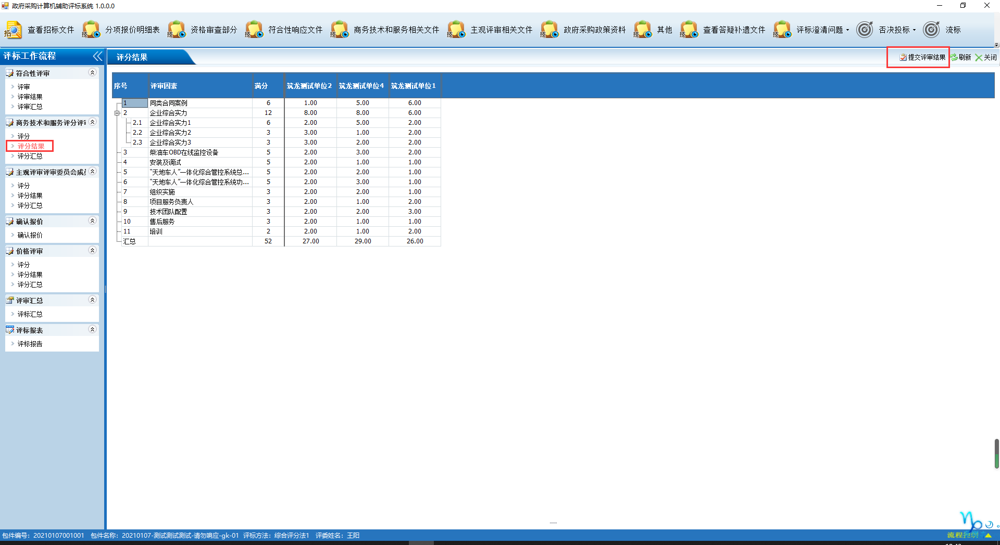 政府采购计算机辅助评标系统 1.0.0.0
查看招标文件 分项报价明细表 资格审查部分 符合性响应文件 商务技术和服务相关文件 主观评审相关文件 政府采购政策资料 其他 查看答疑补遗文件 评标澄清问题 否决投标 流标
评标工作流程
符合性评审
评审
评审结果
评审汇总
商务技术和服务评分评审
评分
评分结果
评分汇总
主观评审评审委员会成员
评分
评分结果
评分汇总
确认报价
确认报价
价格评审
评分
评分结果
评分汇总
评审汇总
评标汇总
评标报表
评标报告
评分结果 提交评审结果 刷新 关闭
序号 评审因素 满分 筑龙测试单位2 筑龙测试单位4 筑龙测试单位1
1 同类合同案例 6 1.00 5.00 6.00
2 企业综合实力 12 8.00 8.00 6.00
2.1 企业综合实力1 6 2.00 5.00 2.00
2.2 企业综合实力2 3 3.00 1.00 2.00
2.3 企业综合实力3 3 3.00 2.00 2.00
3 柴油车OBD在线监控设备 5 2.00 3.00 2.00
4 安装及调试 5 2.00 1.00 1.00
5 “天地车人”一体化综合管控系统总... 5 2.00 2.00 1.00
6 “天地车人”一体化综合管控系统功... 5 2.00 3.00 1.00
7 组织实施 3 2.00 2.00 1.00
8 项目服务负责人 3 2.00 1.00 2.00
9 技术团队配置 3 2.00 2.00 3.00
10 售后服务 3 2.00 1.00 1.00
11 培训 2 2.00 1.00 2.00
汇总 52 27.00 29.00 26.00
包件编号：20210107001001 包件名称：20210107-测试测试测试-请勿响应-gk-01 评标方法：综合评分法1 评委姓名：王阳